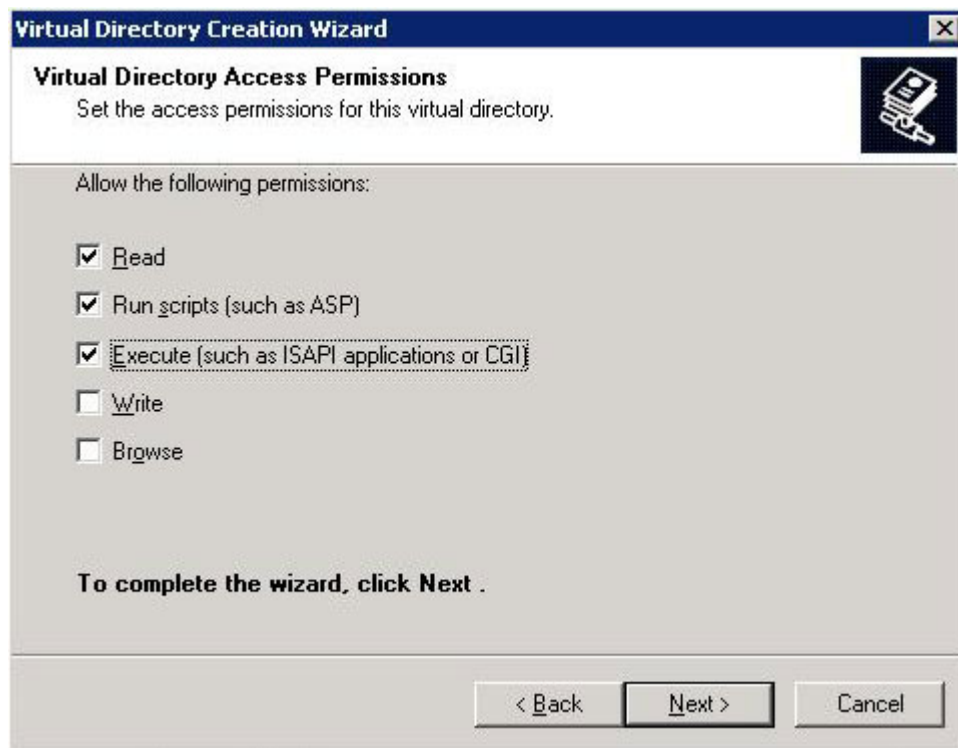 Virtual Directory Creation Wizard
Virtual Directory Access Permissions
Set the access permissions for this virtual directory.
Allow the following permissions:
Read
Run scripts (such as ASP)
Execute (such as ISAPI applications or CGI)
Write
Browse
To complete the wizard, click Next .
< Back Next > Cancel